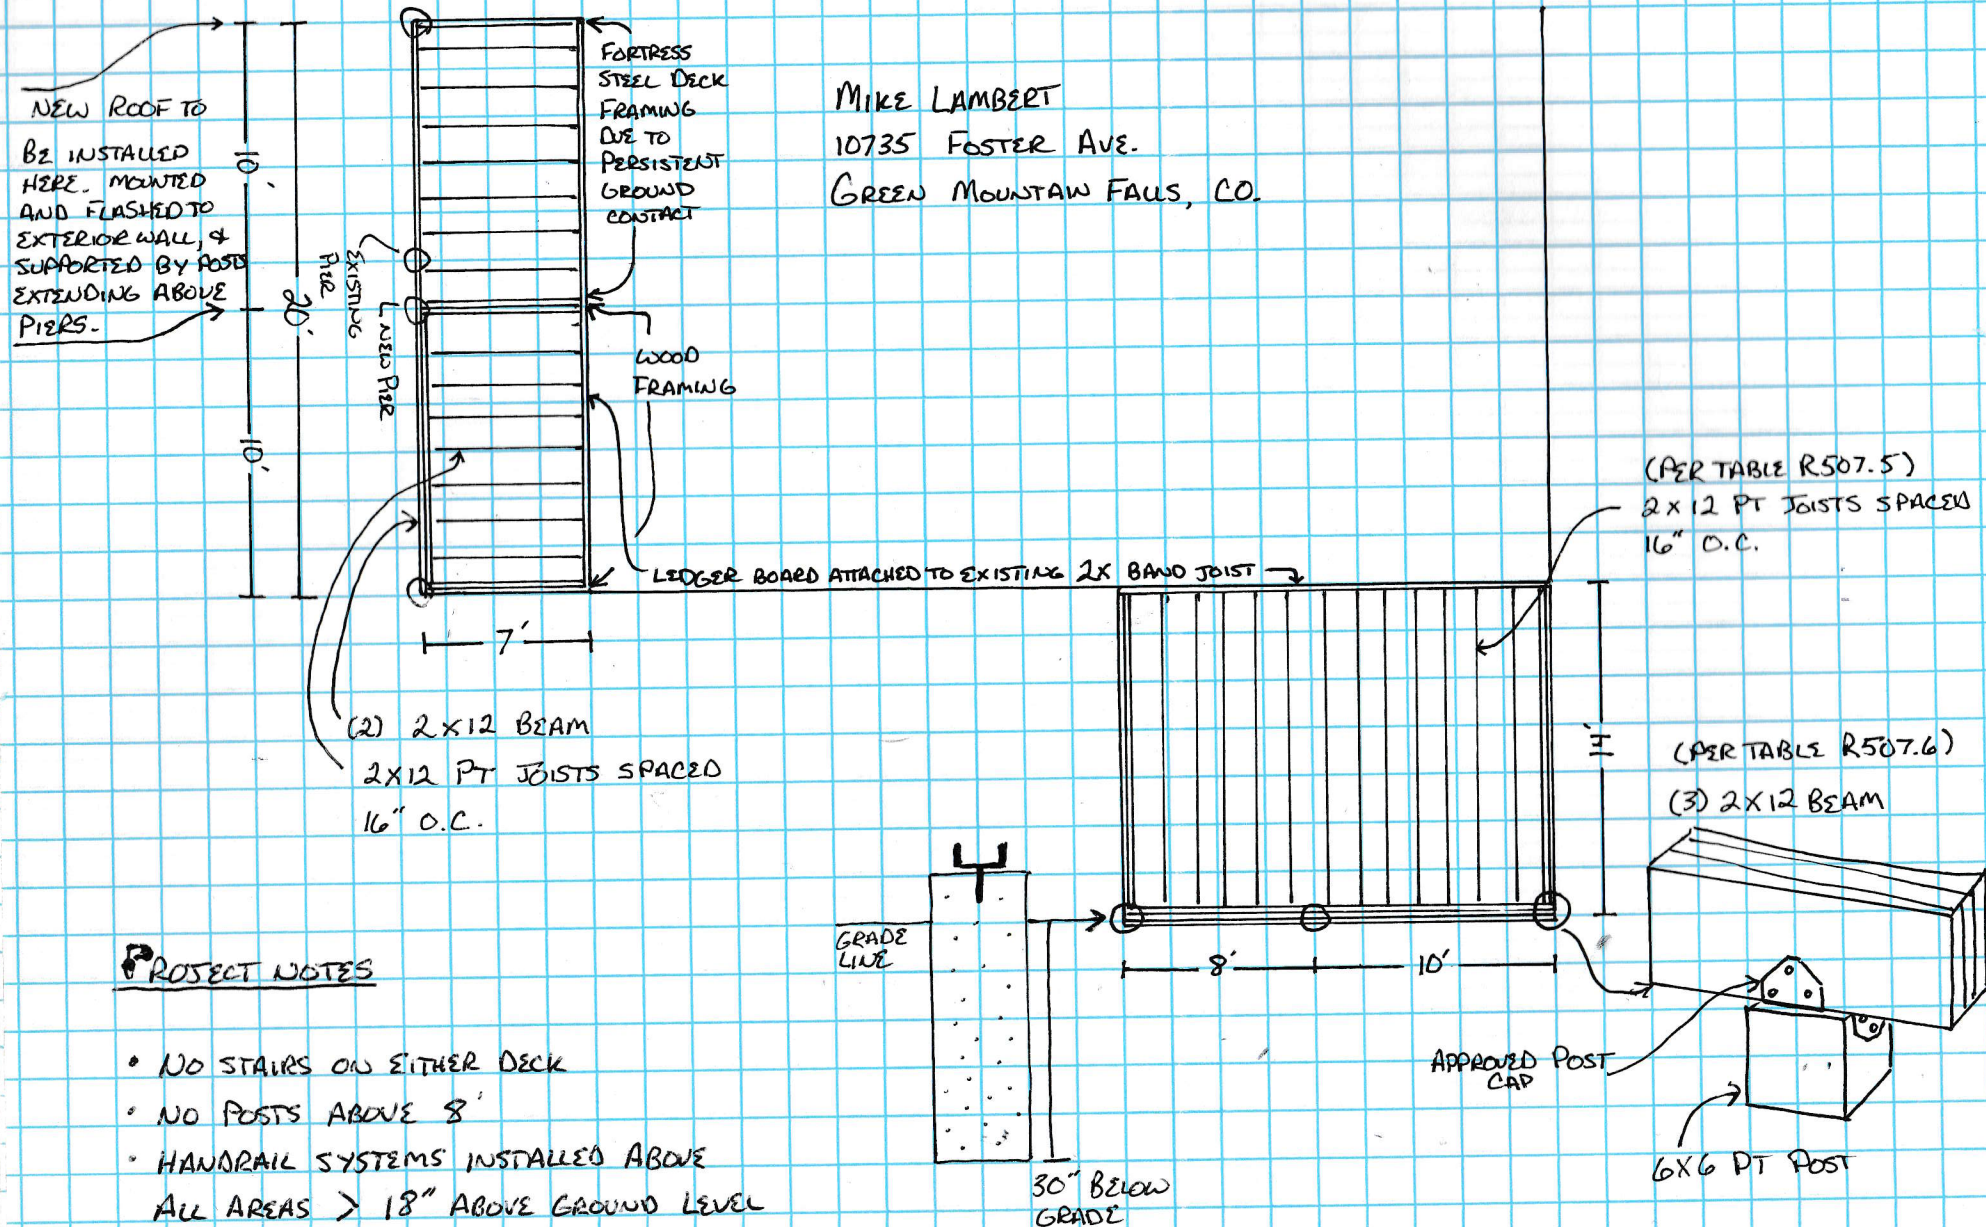 NEW ROOF TO
BE INSTALLED
HERE. MOUNTED
AND FLASHED TO
EXTERIOR WALL, &
SUPPORTED BY POSTS
EXTENDING ABOVE
PIERS.
10'
20'
10'
EXISTING
PIER
NEW PIER
FORTRESS
STEEL DECK
FRAMING
DUE TO
PERSISTENT
GROUND
CONTACT
WOOD
FRAMING
MIKE LAMBERT
10735 FOSTER AVE.
GREEN MOUNTAIN FALLS, CO.
(PER TABLE R507.5)
2X12 PT JOISTS SPACED
16" O.C.
LEDGER BOARD ATTACHED TO EXISTING 2X BAND JOIST
7'
(2) 2X12 BEAM
2X12 PT JOISTS SPACED
16" O.C.
(PER TABLE R507.6)
(3) 2X12 BEAM
GRADE
LINE
8'
10'
APPROVED POST
CAP
6X6 PT POST
30" BELOW
GRADE
PROJECT NOTES
• NO STAIRS ON EITHER DECK
• NO POSTS ABOVE 8'
• HANDRAIL SYSTEMS INSTALLED ABOVE
ALL AREAS > 18" ABOVE GROUND LEVEL